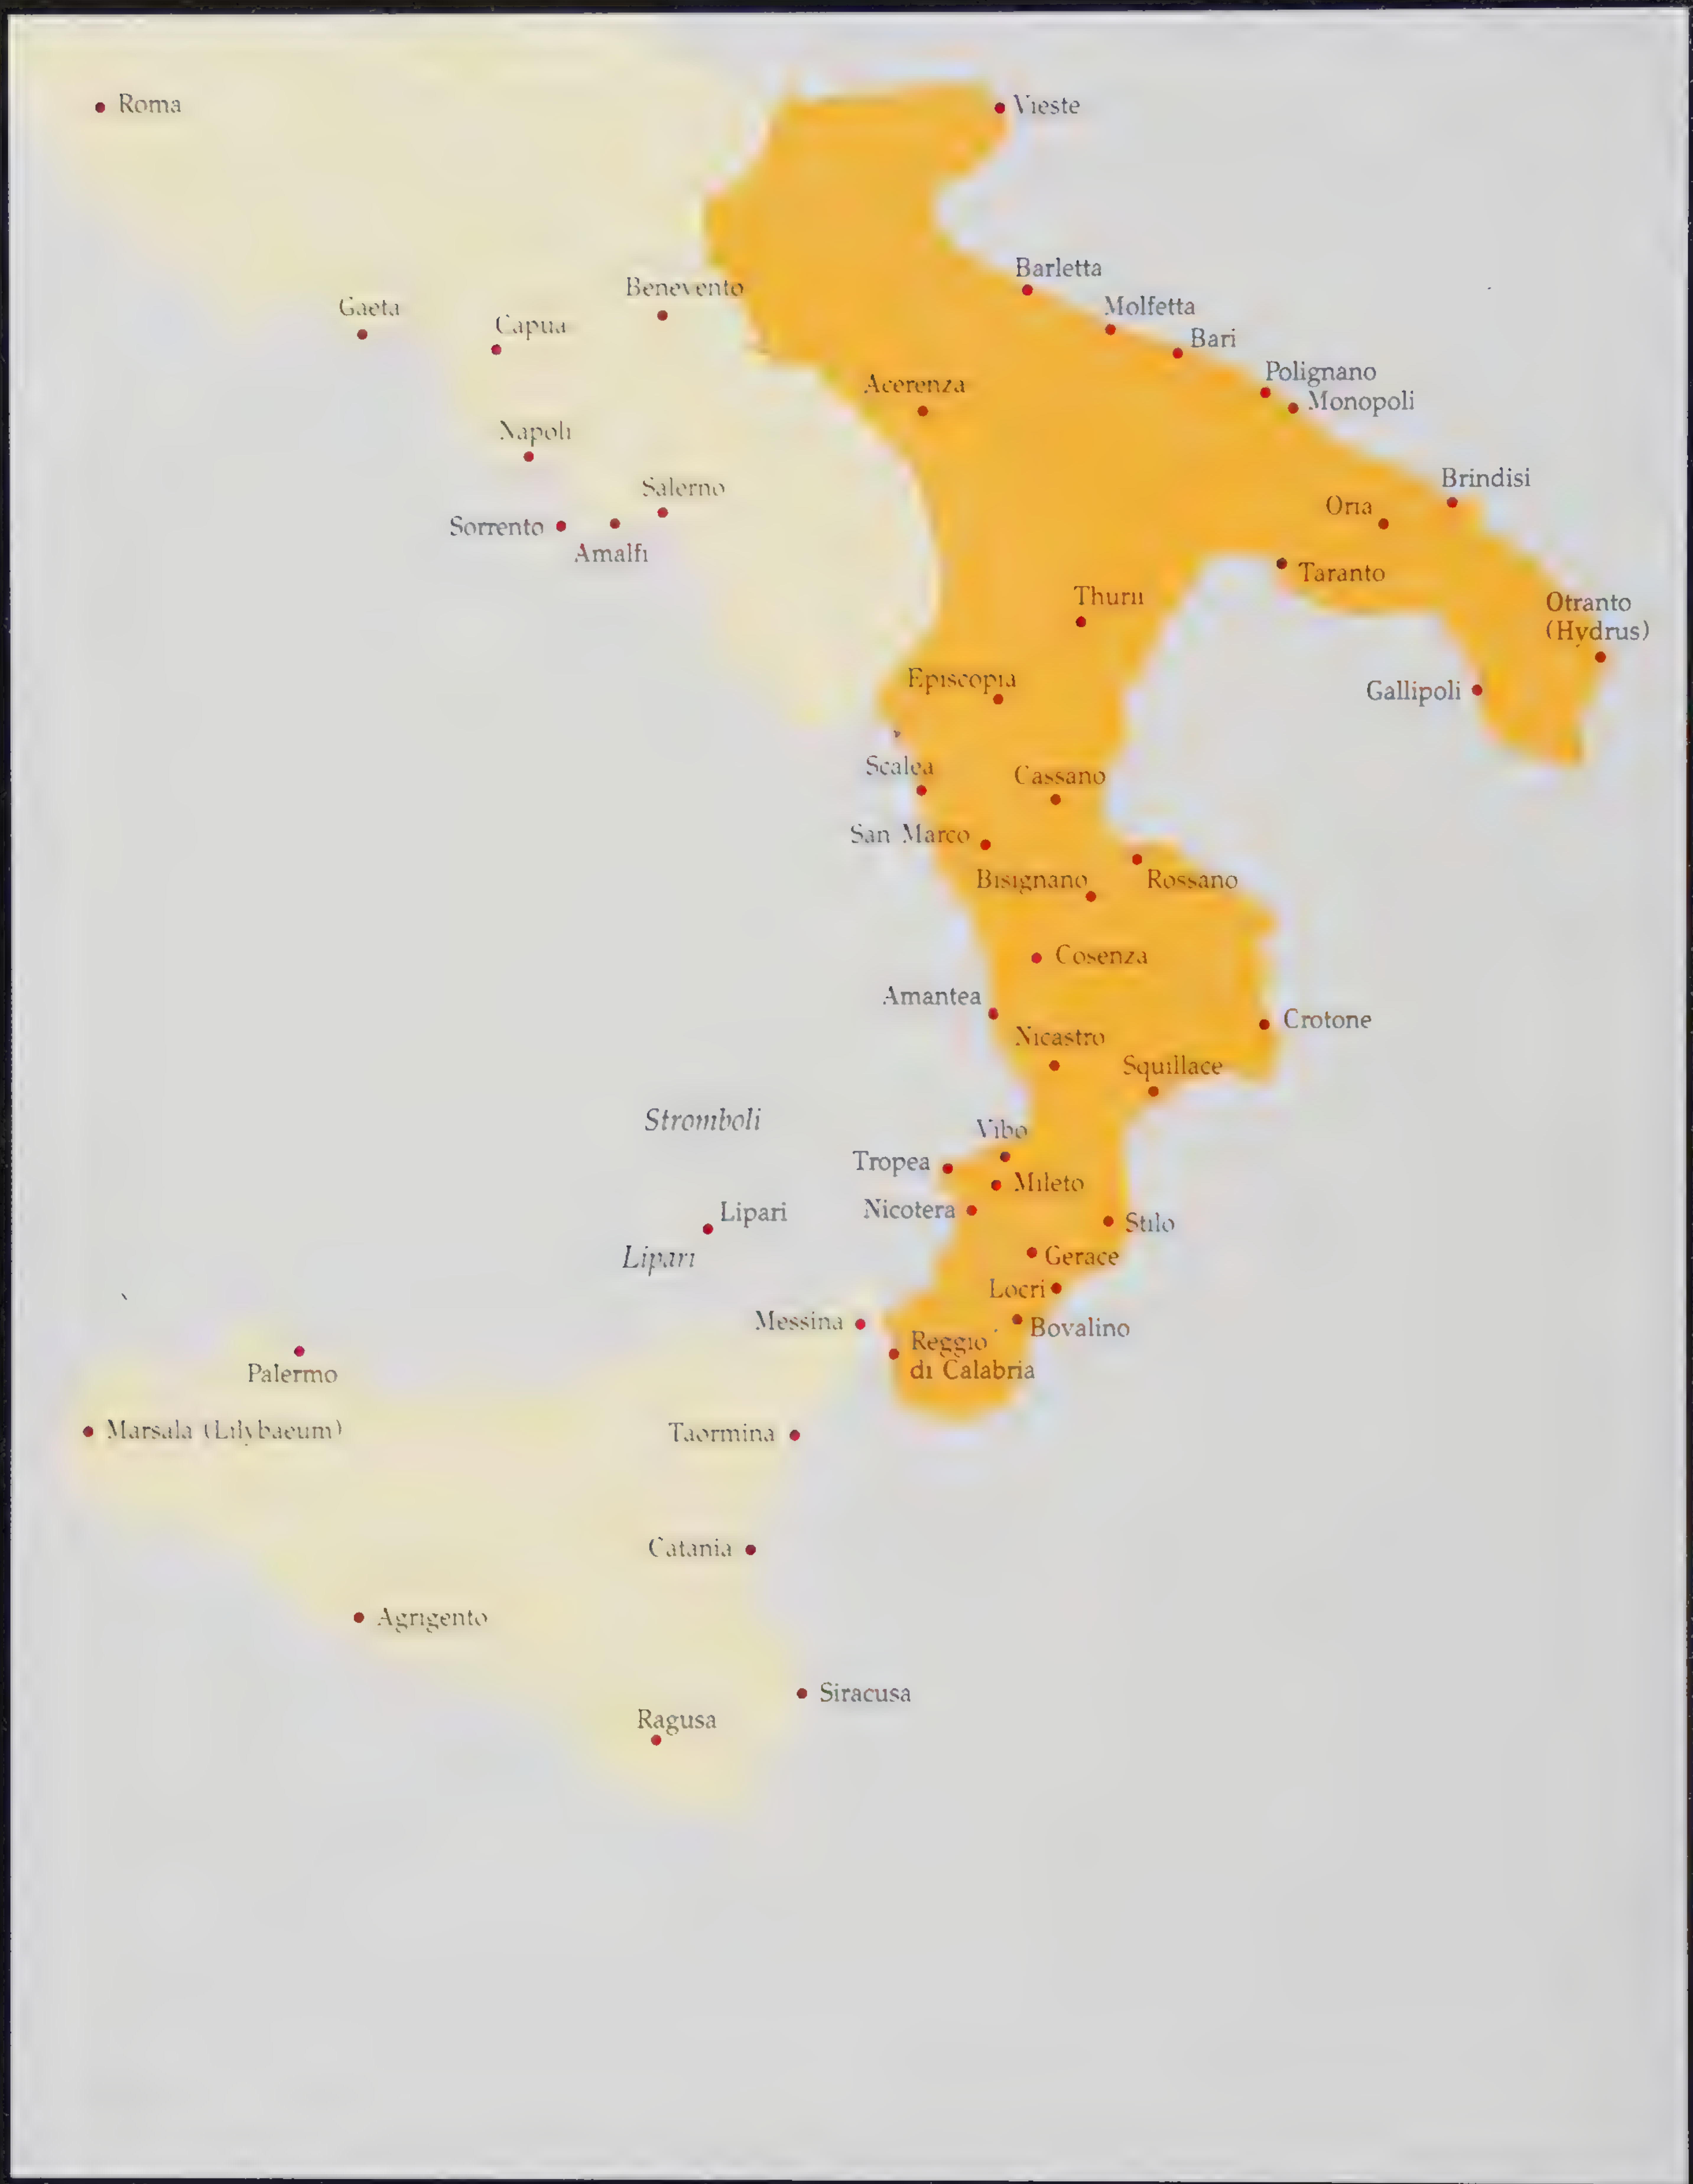 Roma
Vieste
Barletta
Benevento
Gaeta
Molfetta
Capua
Bari
Polignano
Acerenza
Monopoli
Napoli
Brindisi
Salerno
Oria
Sorrento
Amalfi
Taranto
Thurii
Otranto
(Hydrus)
Episcopia
Gallipoli
Scalea
Cassano
San Marco
Bisignano
Rossano
Cosenza
Amantea
Crotone
Nicastro
Squillace
Stromboli
Vibo
Tropea
Mileto
Nicotera
Lipari
Stilo
Lipari
Gerace
Locri
Messina
Bovalino
Reggio
di Calabria
Palermo
Marsala (Lilybaeum)
Taormina
Catania
Agrigento
Siracusa
Ragusa